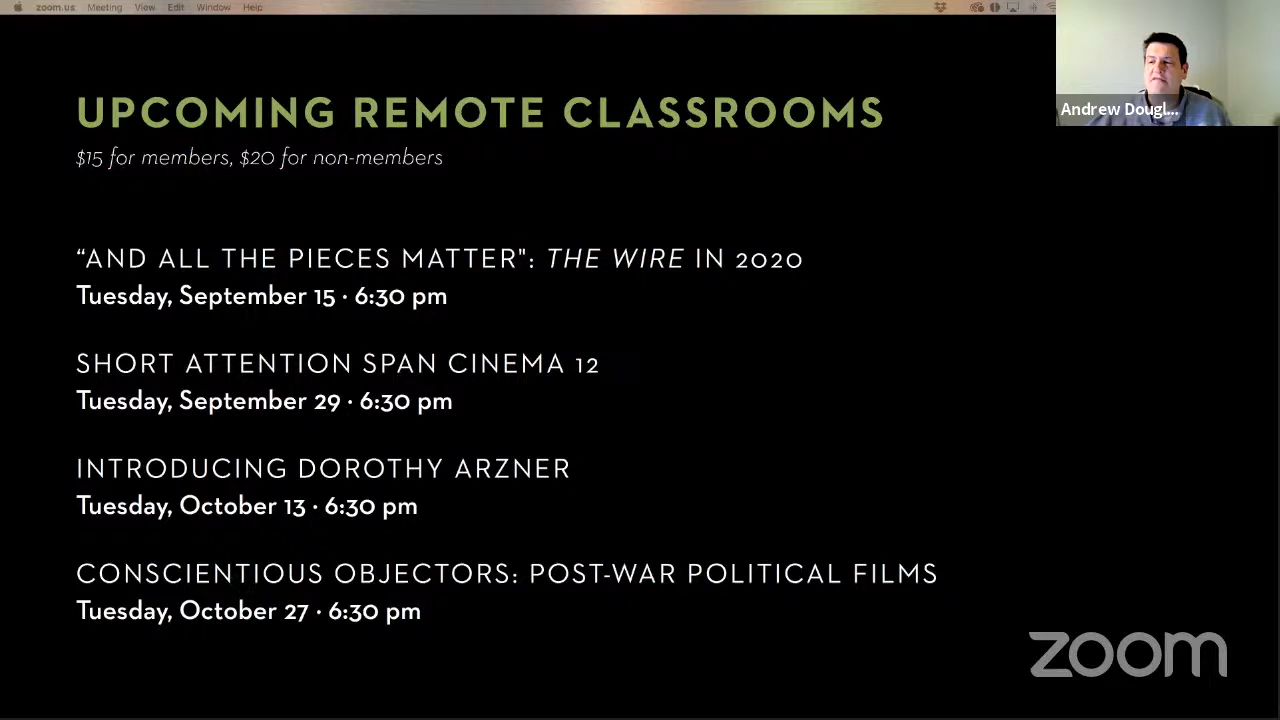 zoom.us Meeting View Edit Window Help
UPCOMING REMOTE CLASSROOMS
$15 for members, $20 for non-members
Andrew Dougl...
“AND ALL THE PIECES MATTER": THE WIRE IN 2020
Tuesday, September 15 · 6:30 pm
SHORT ATTENTION SPAN CINEMA 12
Tuesday, September 29 · 6:30 pm
INTRODUCING DOROTHY ARZNER
Tuesday, October 13 · 6:30 pm
CONSCIENTIOUS OBJECTORS: POST-WAR POLITICAL FILMS
Tuesday, October 27 · 6:30 pm
zoom